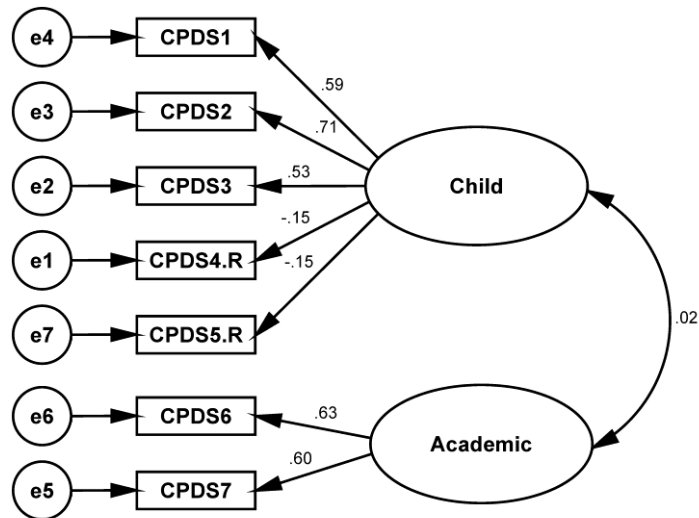 e4 CPDS1
.59
e3 CPDS2
.71
e2 CPDS3 .53 Child
-.15
e1 CPDS4.R -.15
.02
e7 CPDS5.R
e6 CPDS6 .63
Academic
.60
e5 CPDS7